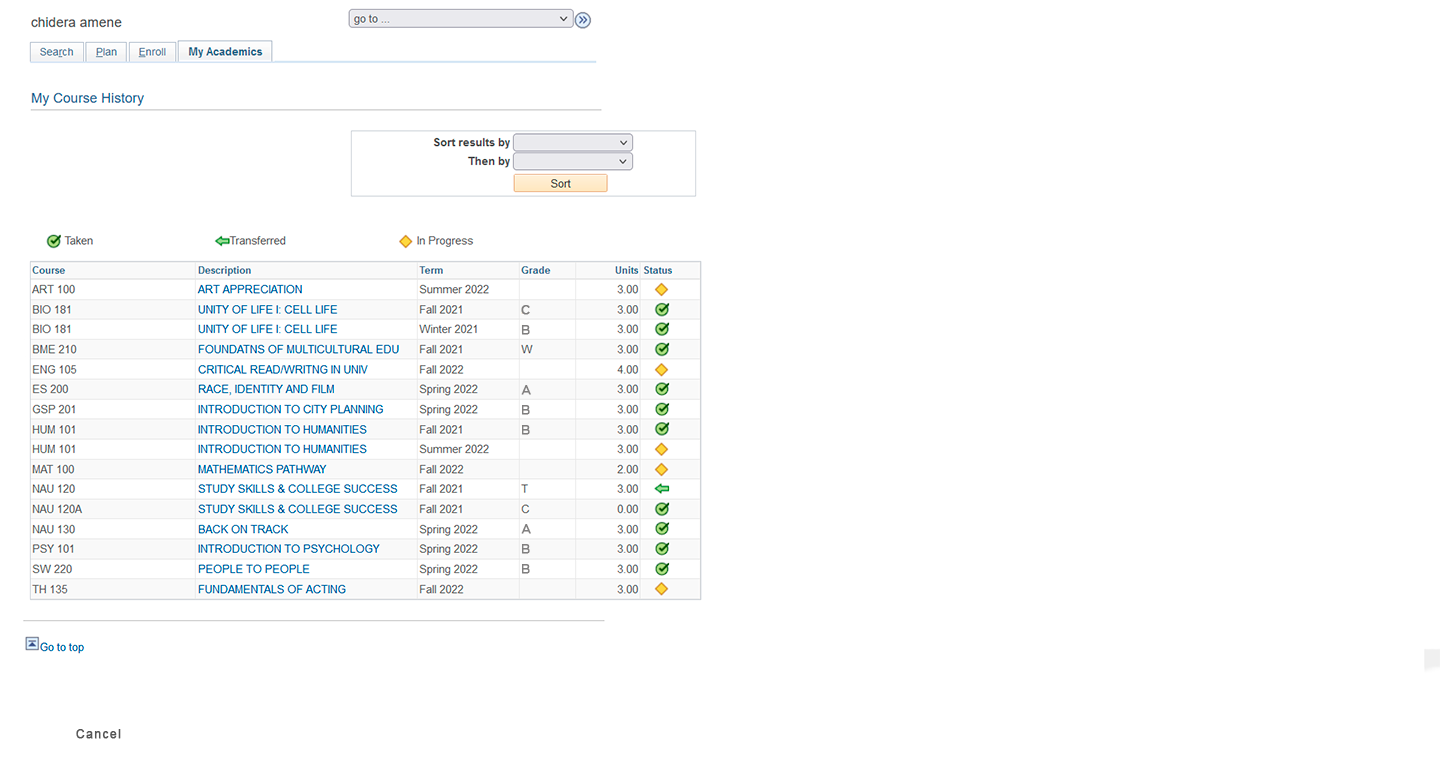 chidera amene
go to ...
Search Plan Enroll My Academics
My Course History
Sort results by
Then by
Sort
Taken Transferred In Progress
Course Description Term Grade Units Status
ART 100 ART APPRECIATION Summer 2022 3.00
BIO 181 UNITY OF LIFE I: CELL LIFE Fall 2021 C 3.00
BIO 181 UNITY OF LIFE I: CELL LIFE Winter 2021 B 3.00
BME 210 FOUNDATNS OF MULTICULTURAL EDU Fall 2021 W 3.00
ENG 105 CRITICAL READ/WRITNG IN UNIV Fall 2022 4.00
ES 200 RACE, IDENTITY AND FILM Spring 2022 A 3.00
GSP 201 INTRODUCTION TO CITY PLANNING Spring 2022 B 3.00
HUM 101 INTRODUCTION TO HUMANITIES Fall 2021 B 3.00
HUM 101 INTRODUCTION TO HUMANITIES Summer 2022 3.00
MAT 100 MATHEMATICS PATHWAY Fall 2022 2.00
NAU 120 STUDY SKILLS & COLLEGE SUCCESS Fall 2021 T 3.00
NAU 120A STUDY SKILLS & COLLEGE SUCCESS Fall 2021 C 0.00
NAU 130 BACK ON TRACK Spring 2022 A 3.00
PSY 101 INTRODUCTION TO PSYCHOLOGY Spring 2022 B 3.00
SW 220 PEOPLE TO PEOPLE Spring 2022 B 3.00
TH 135 FUNDAMENTALS OF ACTING Fall 2022 3.00
Go to top
Cancel